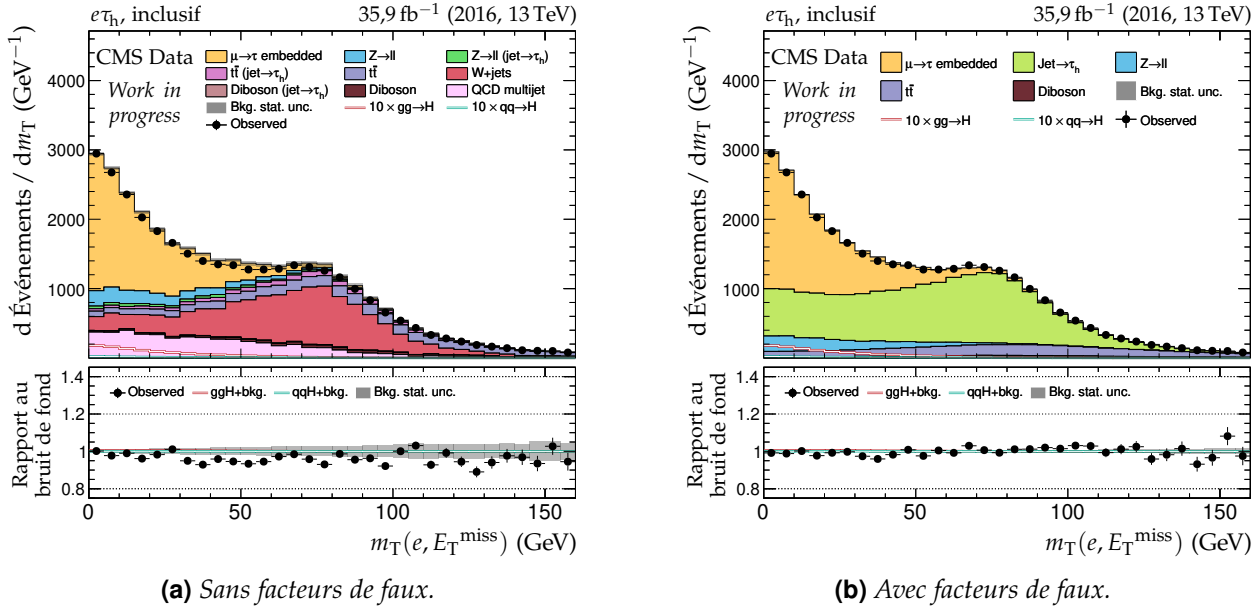 eτh, inclusif 35,9 fb⁻¹ (2016, 13 TeV)
CMS Data
Work in
progress
μ→τ embedded Z→ll Z→ll (jet→τh)
tt̄ (jet→τh) tt̄ W+jets
Diboson (jet→τh) Diboson QCD multijet
Bkg. stat. unc. 10 × gg→H 10 × qq→H
Observed
d Événements / dmT (GeV⁻¹)
4000
3000
2000
1000
Observed ggH+bkg. qqH+bkg. Bkg. stat. unc.
Rapport au
bruit de fond
1.4
1.2
1
0.8
0 50 100 150
mT(e, ETmiss) (GeV)
(a) Sans facteurs de faux.
eτh, inclusif 35,9 fb⁻¹ (2016, 13 TeV)
CMS Data
Work in
progress
μ→τ embedded Jet→τh Z→ll
tt̄ Diboson Bkg. stat. unc.
10 × gg→H 10 × qq→H Observed
d Événements / dmT (GeV⁻¹)
4000
3000
2000
1000
Observed ggH+bkg. qqH+bkg. Bkg. stat. unc.
Rapport au
bruit de fond
1.4
1.2
1
0.8
0 50 100 150
mT(e, ETmiss) (GeV)
(b) Avec facteurs de faux.